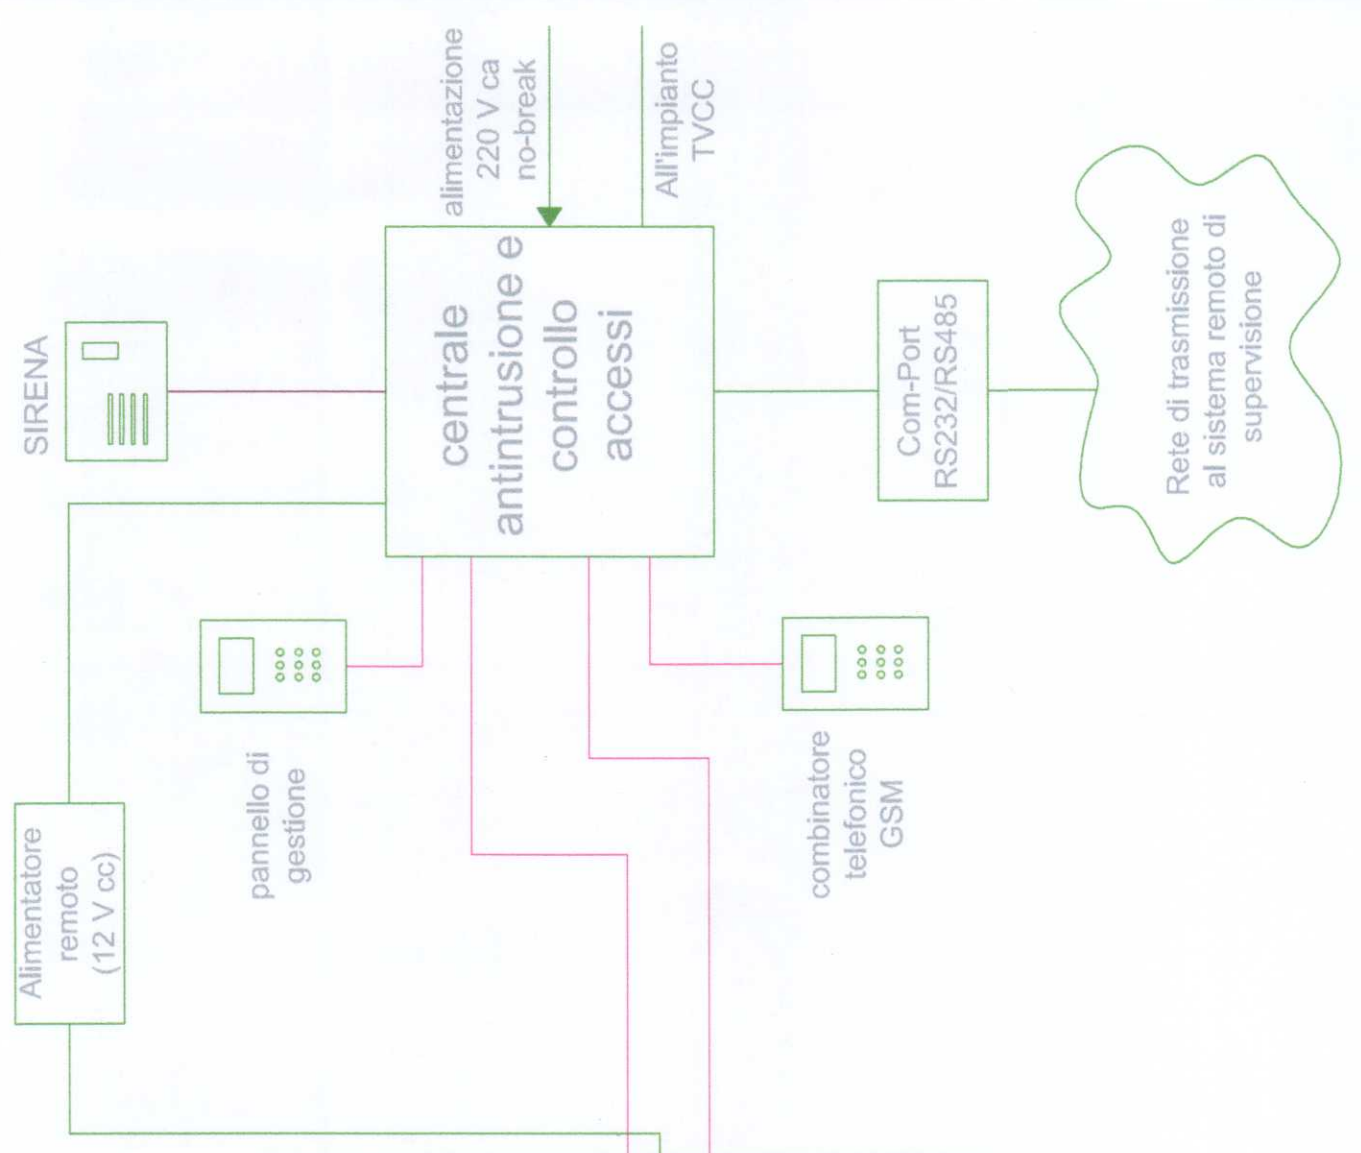 SIRENA
alimentazione
220 V ca
no-break
All'impianto
TVCC
centrale
antintrusione e
controllo
accessi
Com-Port
RS232/RS485
Rete di trasmissione
al sistema remoto di
supervisione
Alimentatore
remoto
(12 V cc)
pannello di
gestione
combinatore
telefonico
GSM